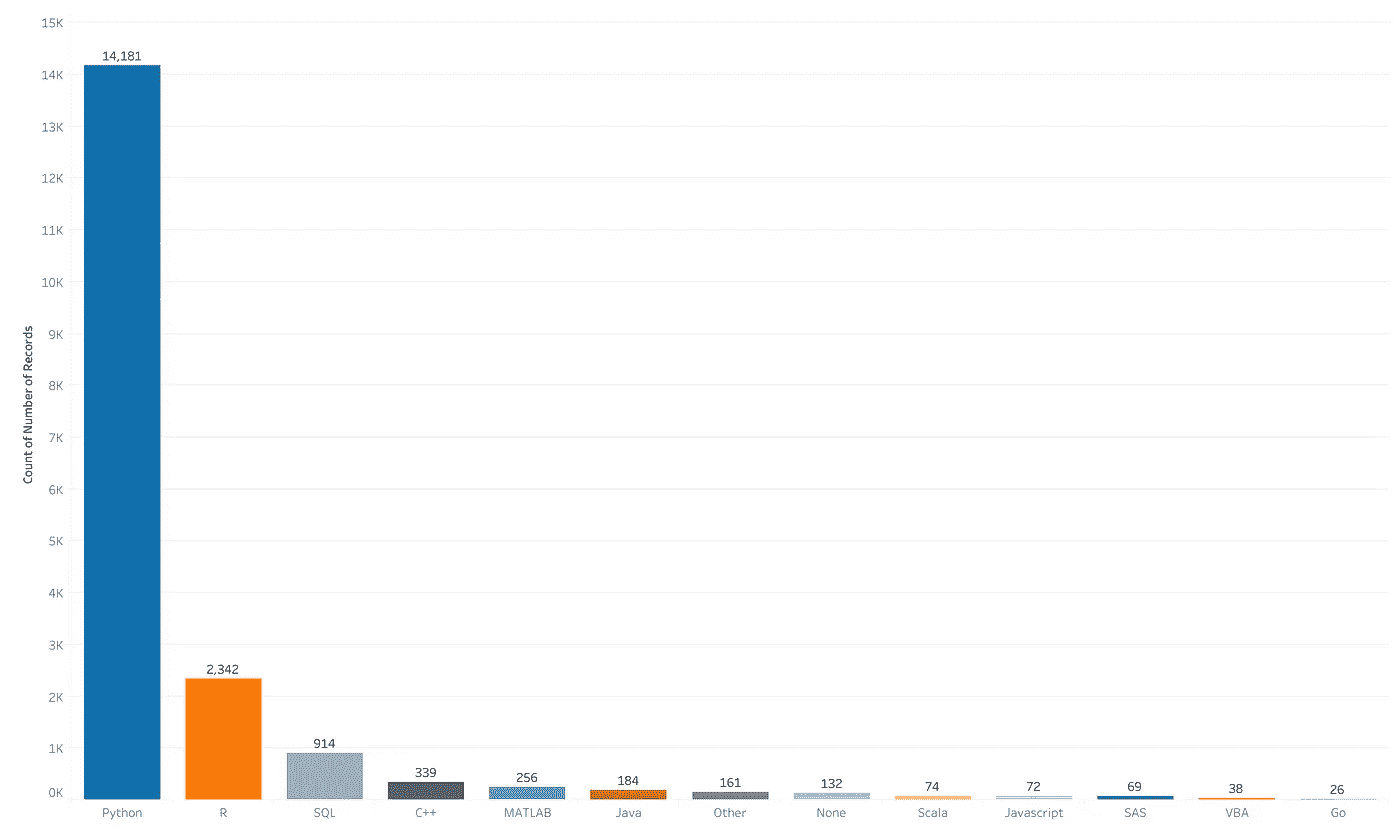 15K
14,181
14K
13K
12K
11K
10K
9K
8K
7K
6K
5K
4K
3K
2,342
2K
1K
914
339
256
184
161
132
74
72
69
38
26
0K
Count of Number of Records
Python R SQL C++ MATLAB Java Other None Scala Javascript SAS VBA Go